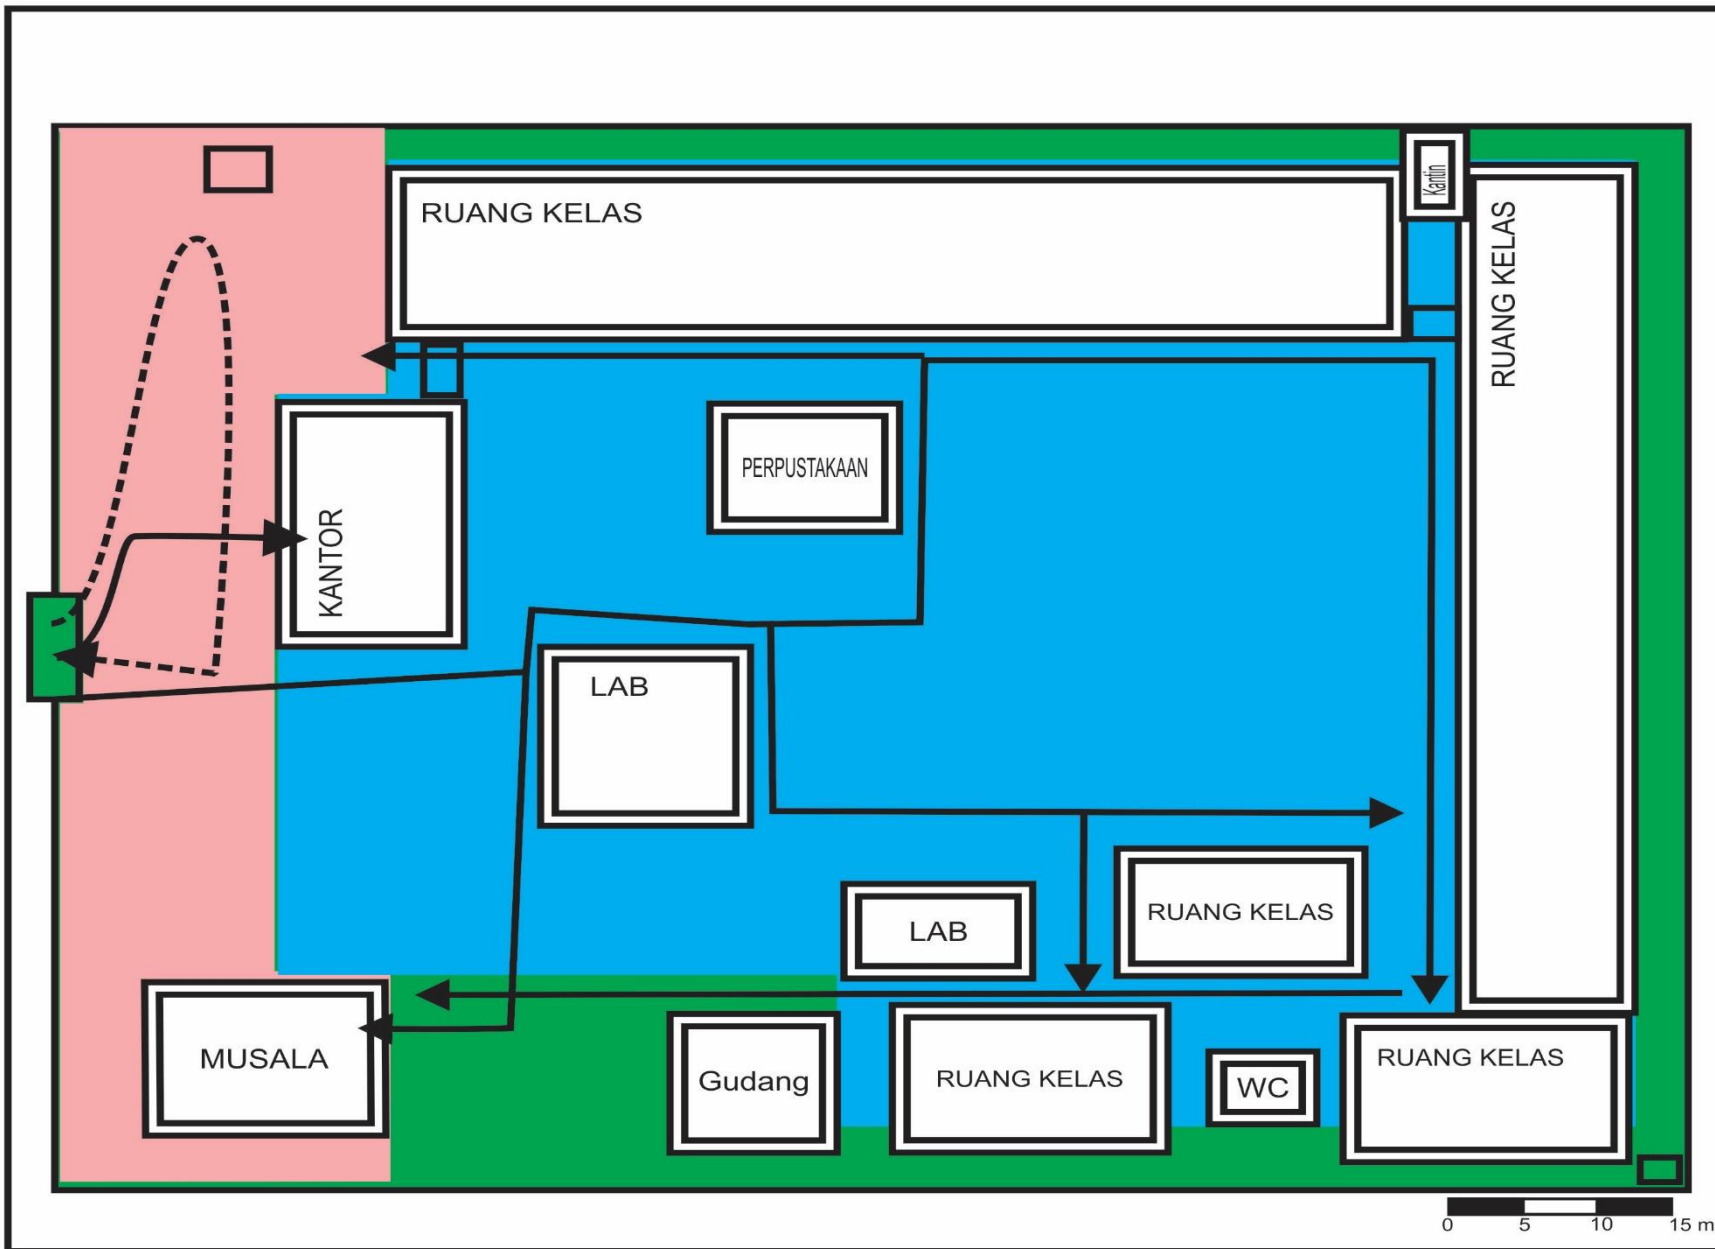 RUANG KELAS
Kantin
RUANG KELAS
PERPUSTAKAAN
KANTOR
LAB
LAB
RUANG KELAS
MUSALA
Gudang
RUANG KELAS
WC
RUANG KELAS
0 5 10 15 m